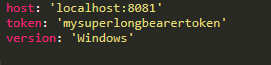 host: 'localhost:8081'
token: 'mysuperlongbearertoken'
version: 'Windows'